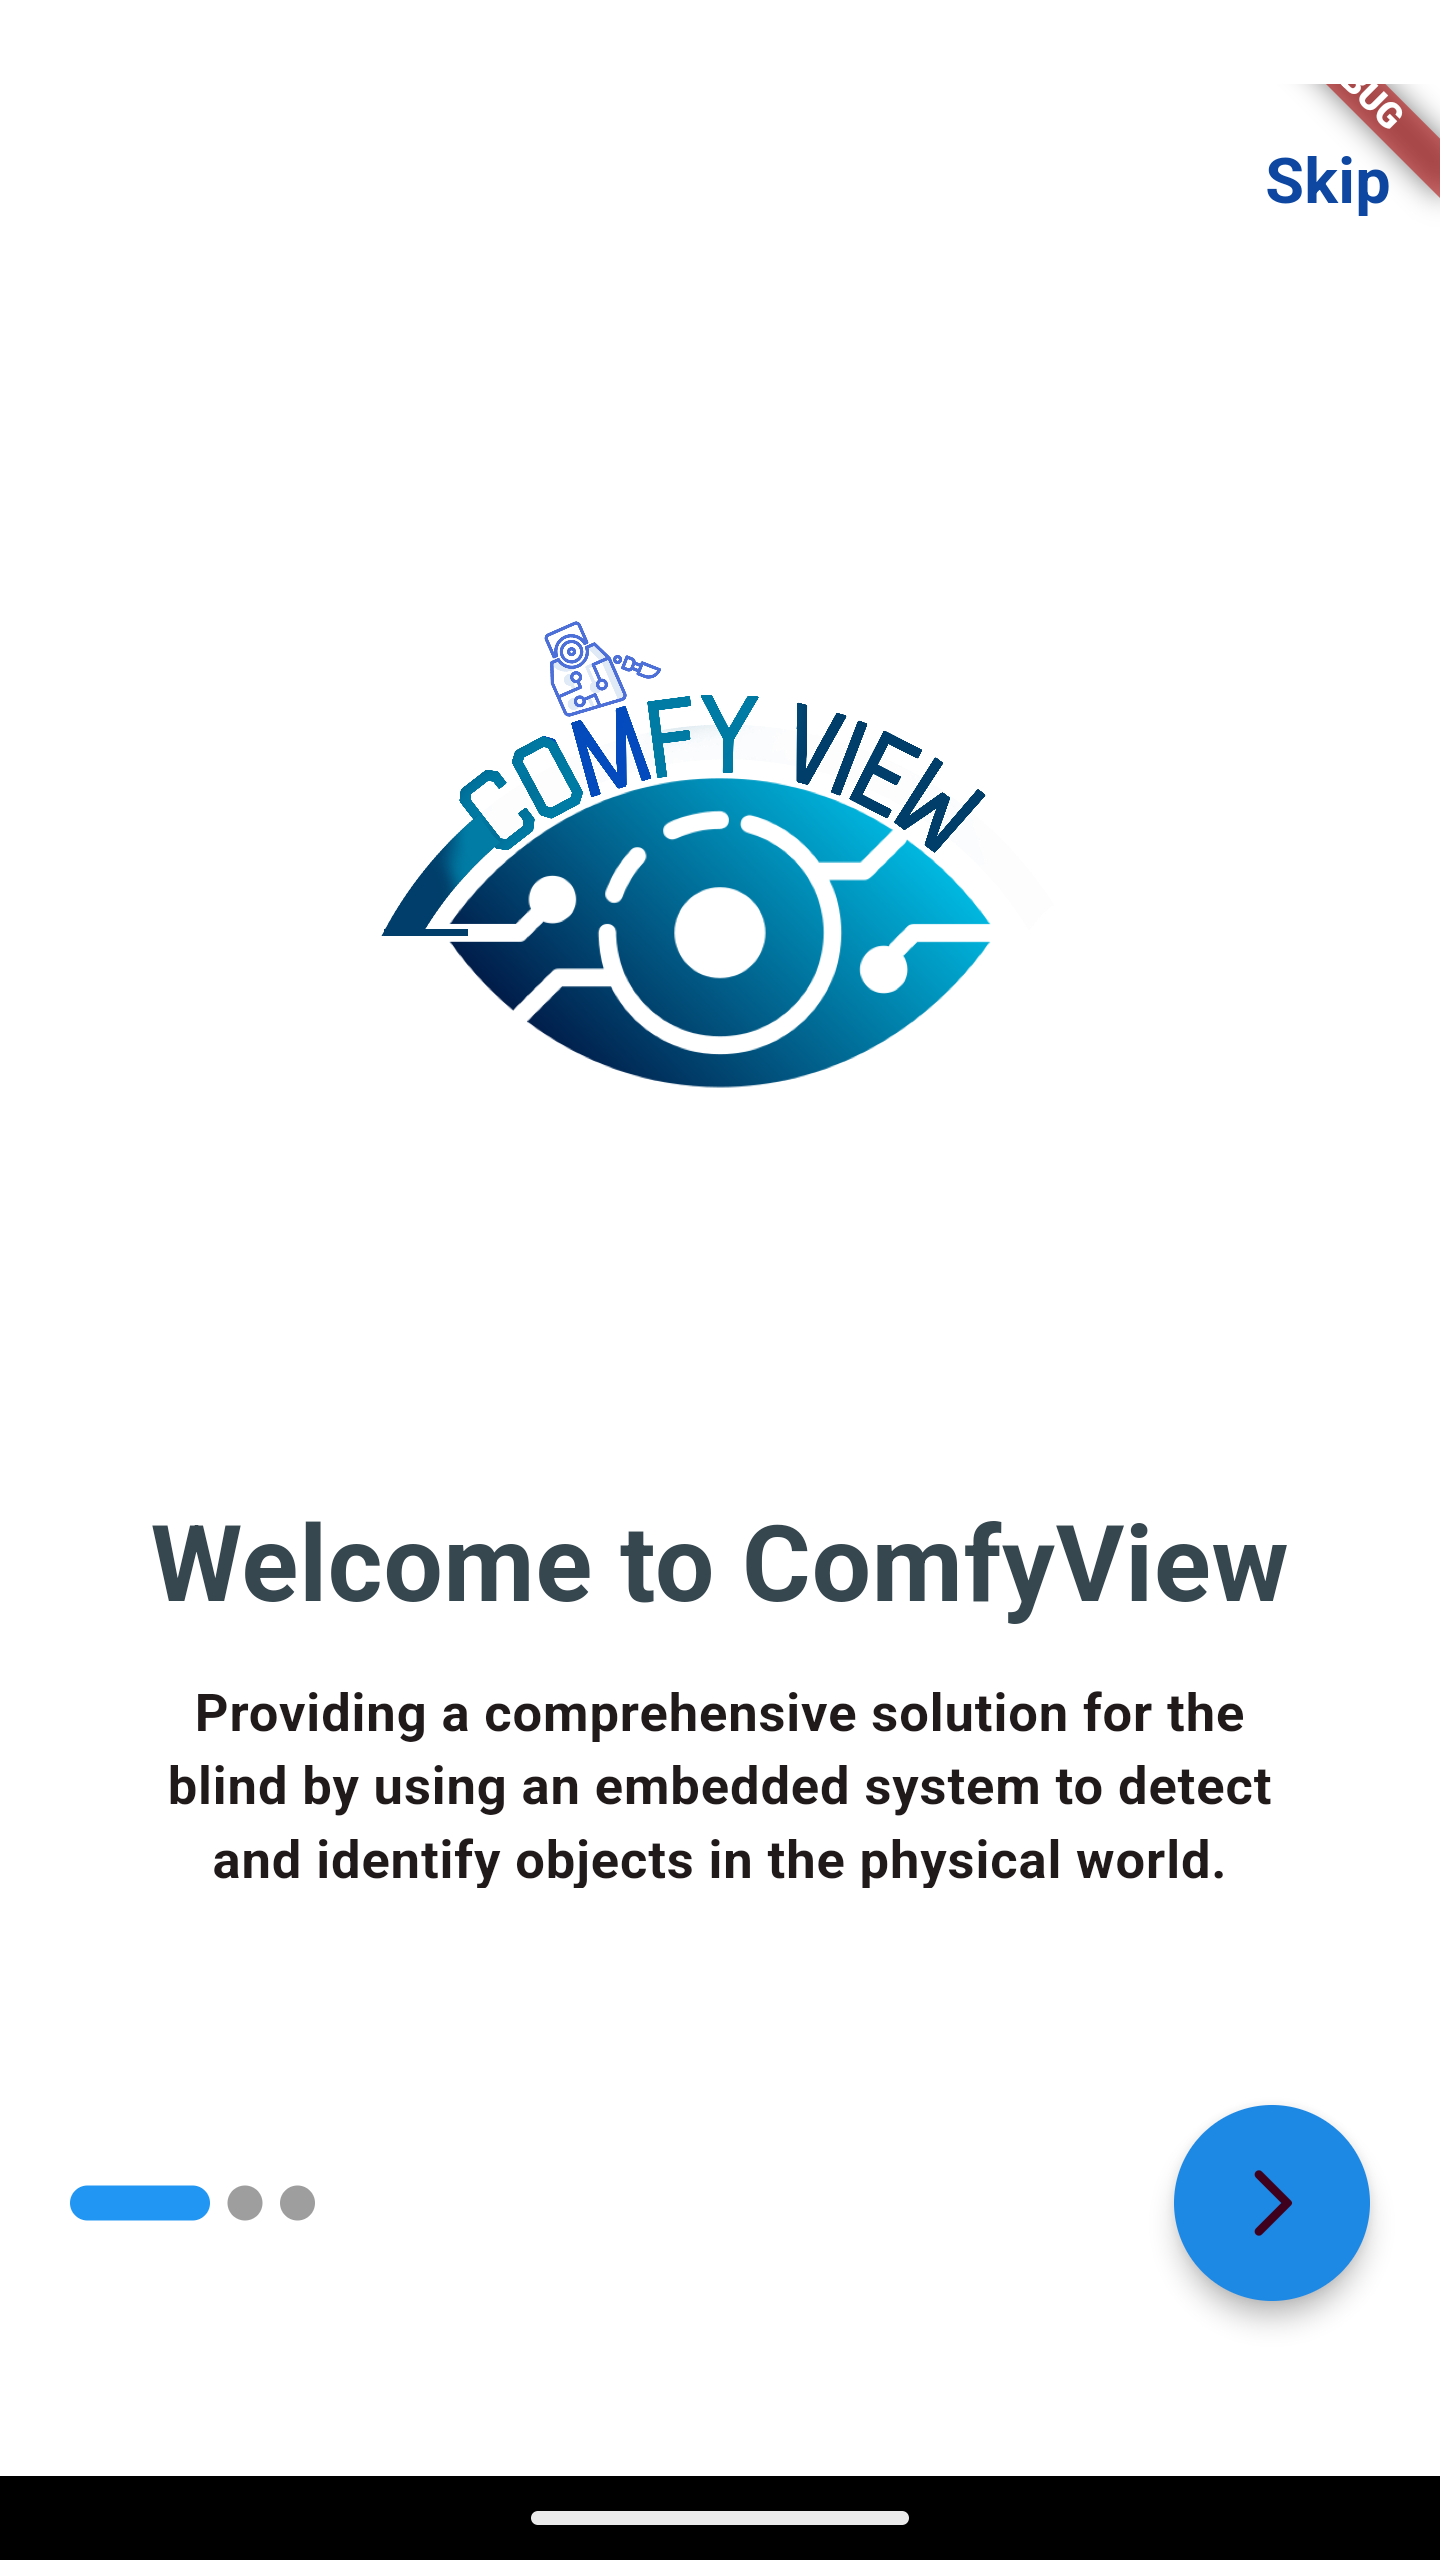 BUG
Skip
COMFY VIEW
Welcome to ComfyView
Providing a comprehensive solution for the
blind by using an embedded system to detect
and identify objects in the physical world.